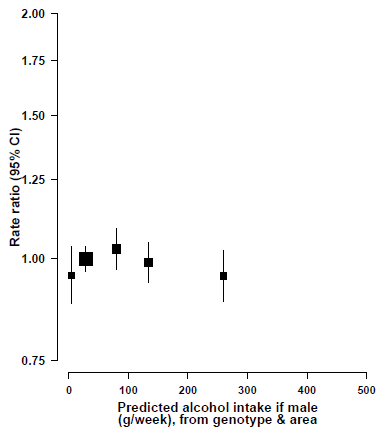 2.00
1.75
1.50
1.25
1.00
0.75
Rate ratio (95% CI)
0 100 200 300 400 500
Predicted alcohol intake if male
(g/week), from genotype & area